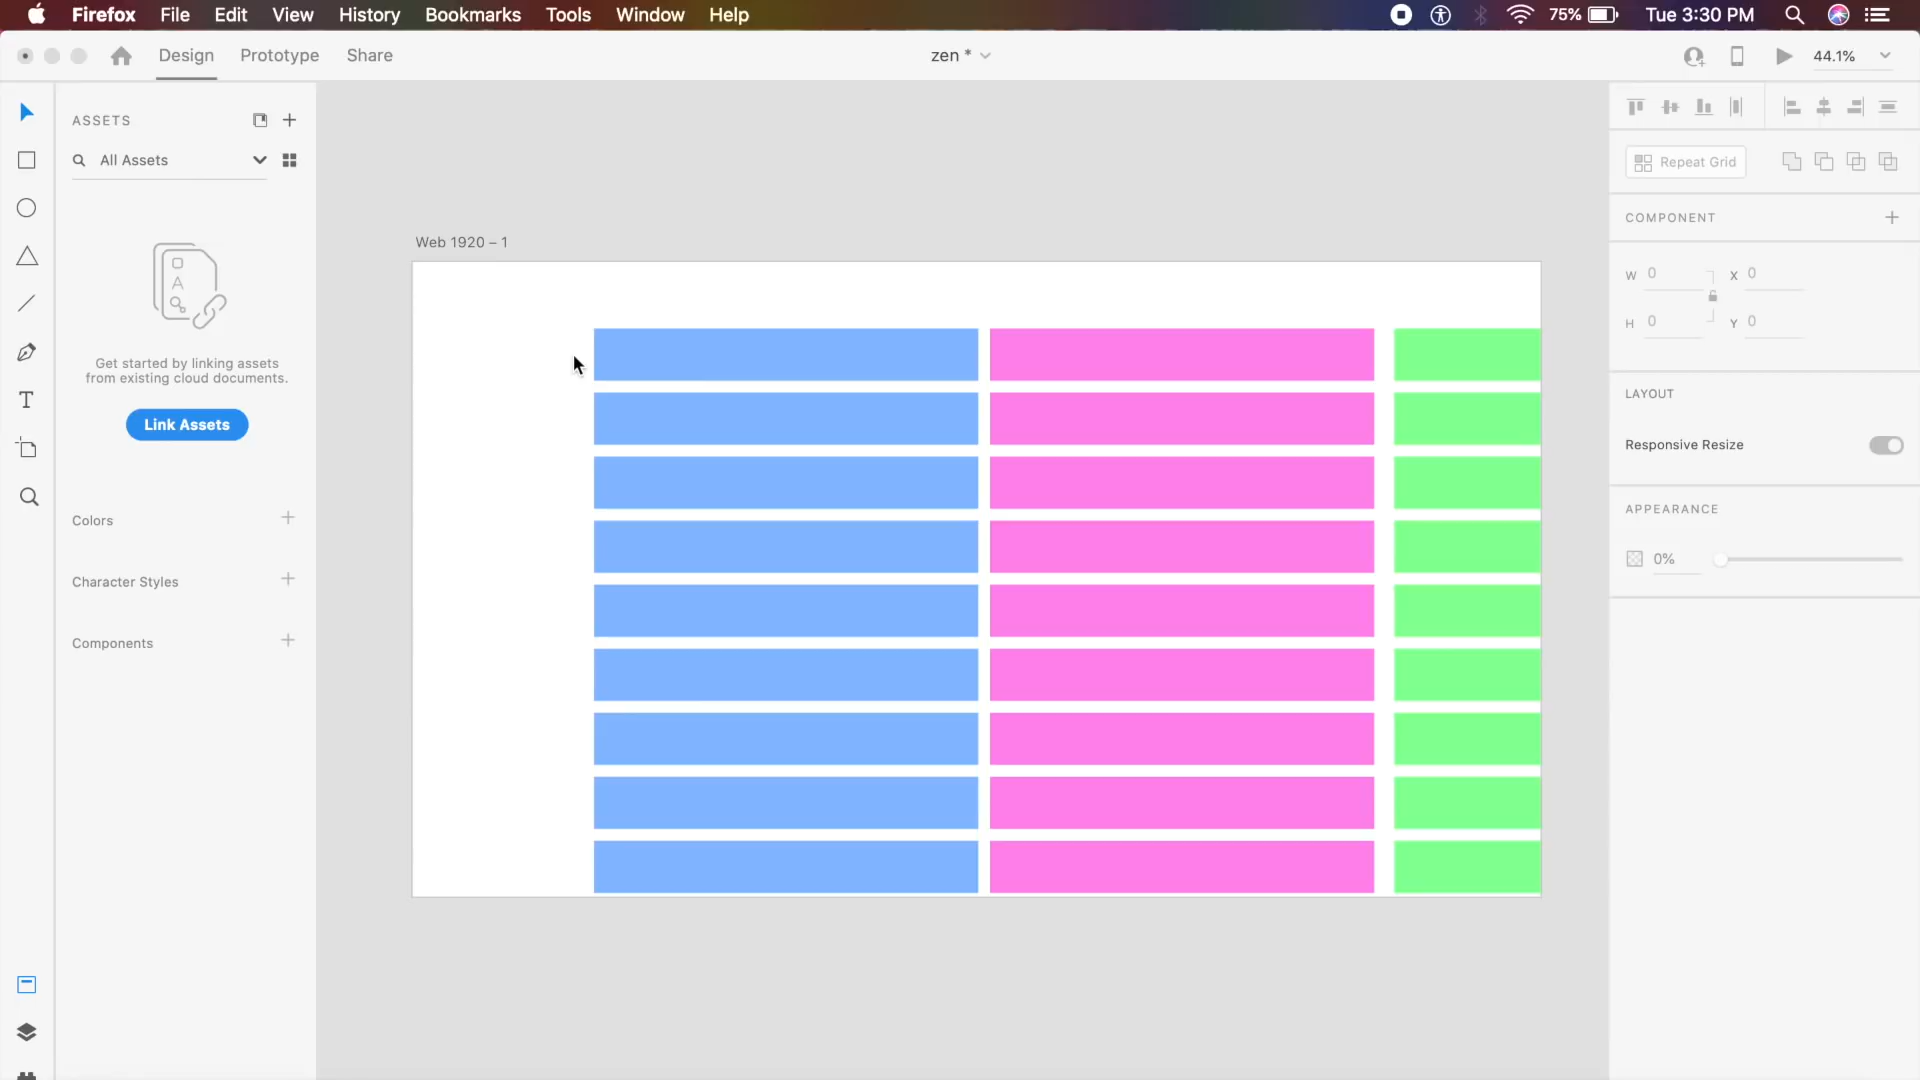 Firefox File Edit View History Bookmarks Tools Window Help 75% Tue 3:30 PM
Design Prototype Share zen * 44.1%
ASSETS
All Assets
Repeat Grid
COMPONENT
Web 1920 – 1
W 0 X 0
H 0 Y 0
A
Get started by linking assets
from existing cloud documents.
Link Assets
LAYOUT
Responsive Resize
APPEARANCE
0%
Colors
Character Styles
Components